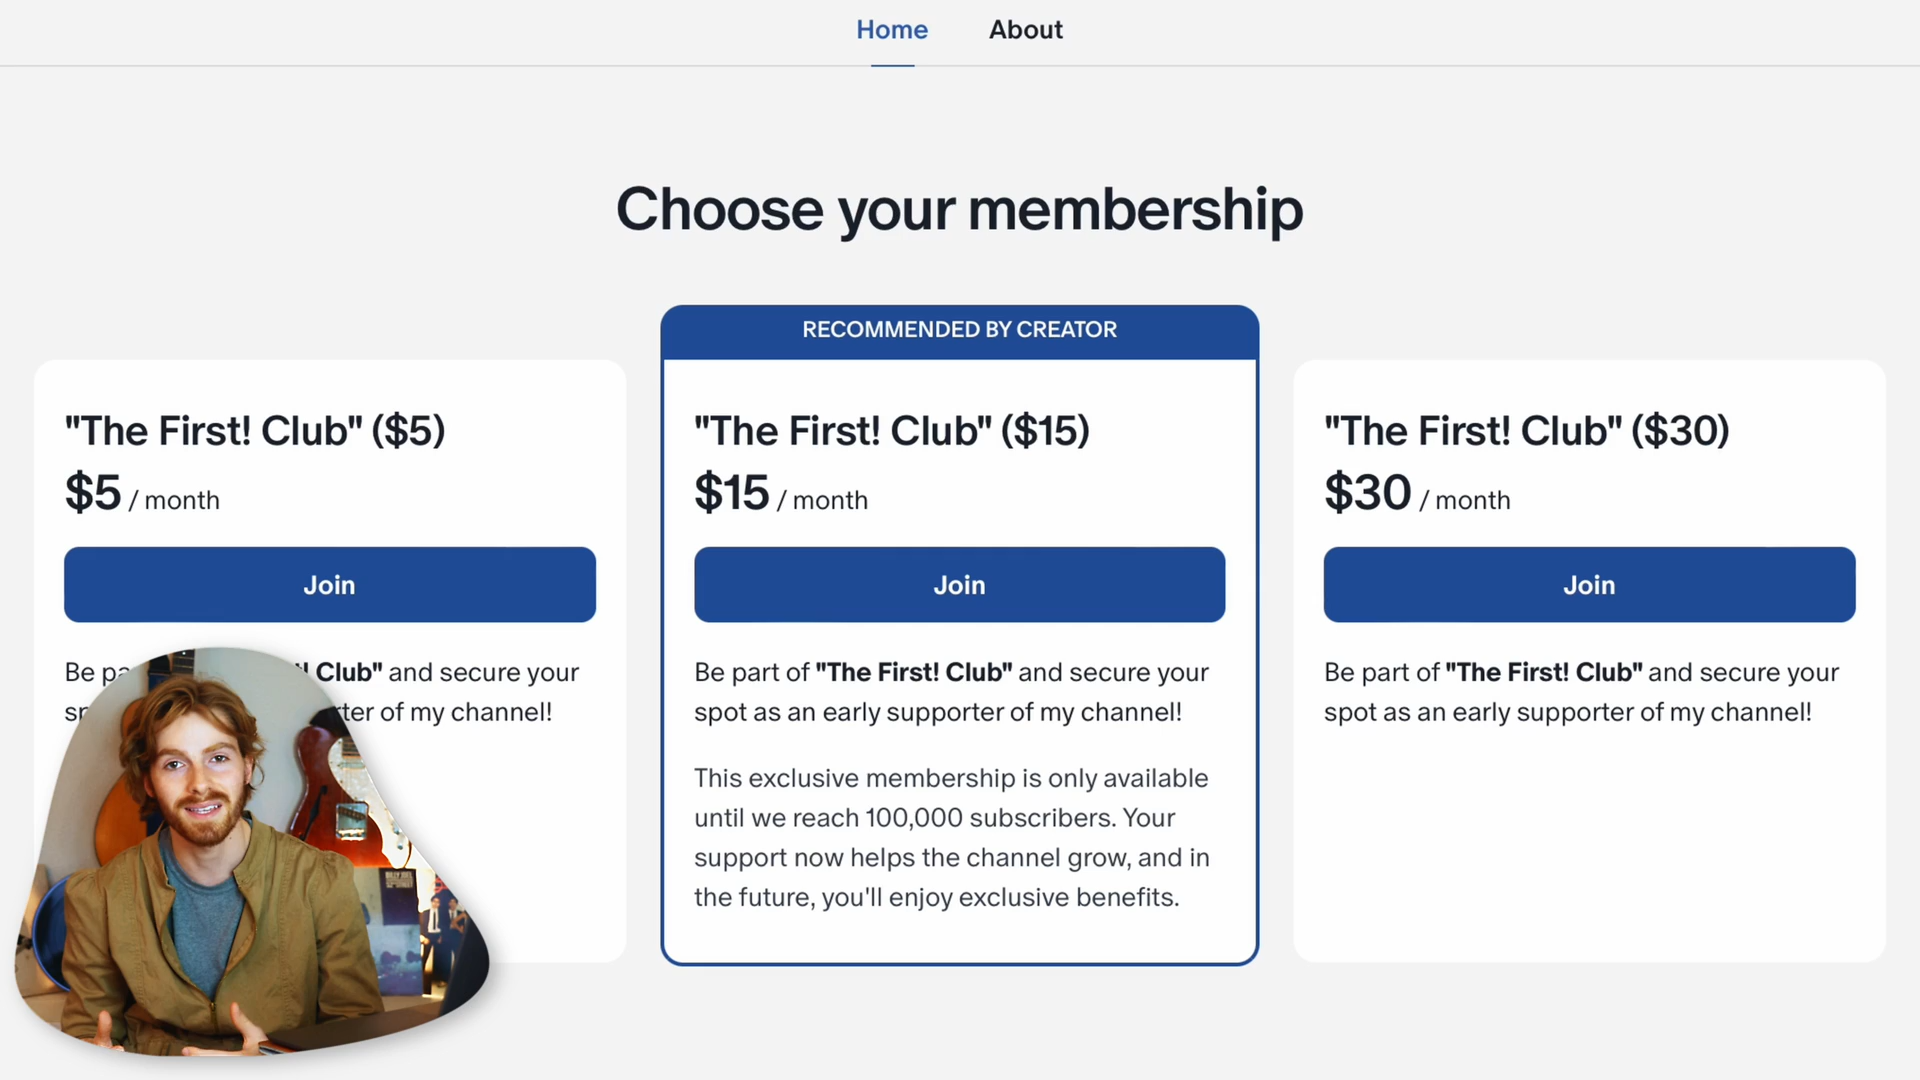 Home About
Choose your membership
RECOMMENDED BY CREATOR
"The First! Club" ($5)
$5 / month
Join
Be pa ! Club" and secure your
sp ter of my channel!
"The First! Club" ($15)
$15 / month
Join
Be part of "The First! Club" and secure your
spot as an early supporter of my channel!
This exclusive membership is only available
until we reach 100,000 subscribers. Your
support now helps the channel grow, and in
the future, you'll enjoy exclusive benefits.
"The First! Club" ($30)
$30 / month
Join
Be part of "The First! Club" and secure your
spot as an early supporter of my channel!